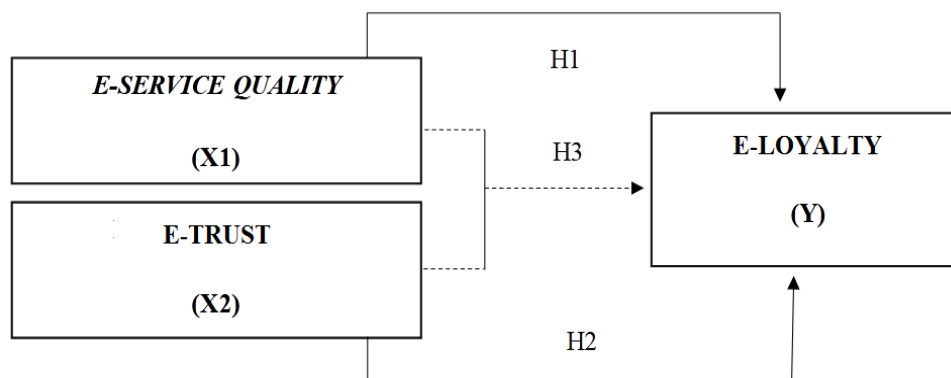 E-SERVICE QUALITY
(X1)
E-TRUST
(X2)
H1
H3
H2
E-LOYALTY
(Y)